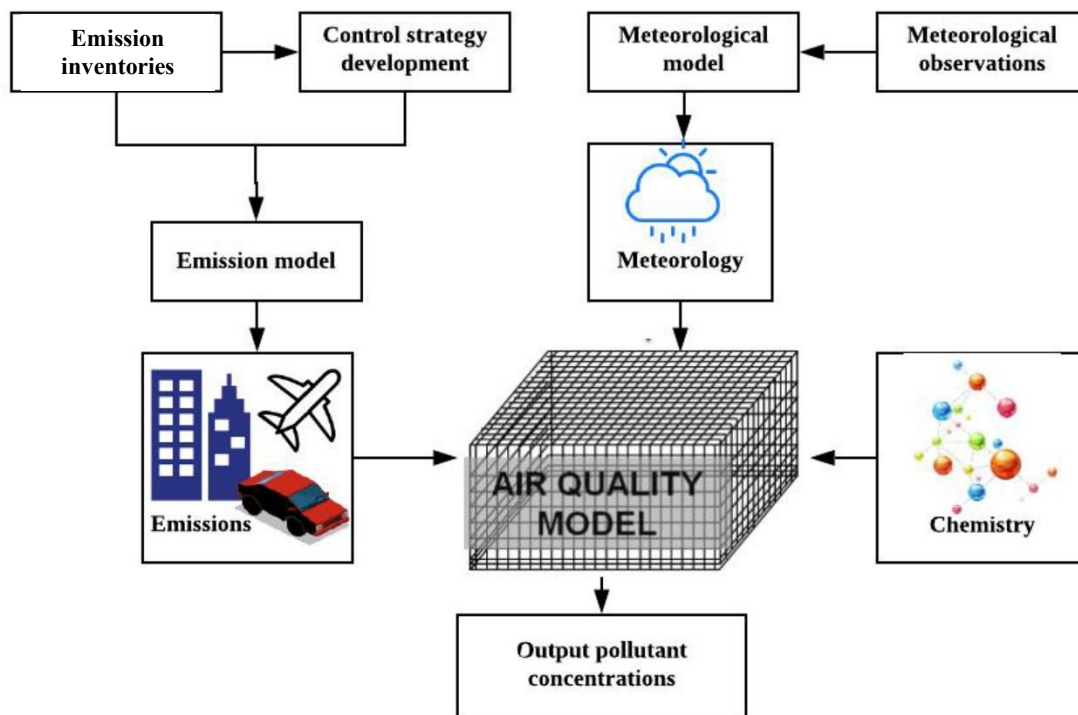 Emission
inventories
Control strategy
development
Meteorological
model
Meteorological
observations
Emission model
Meteorology
Emissions
AIR QUALITY
MODEL
Chemistry
Output pollutant
concentrations